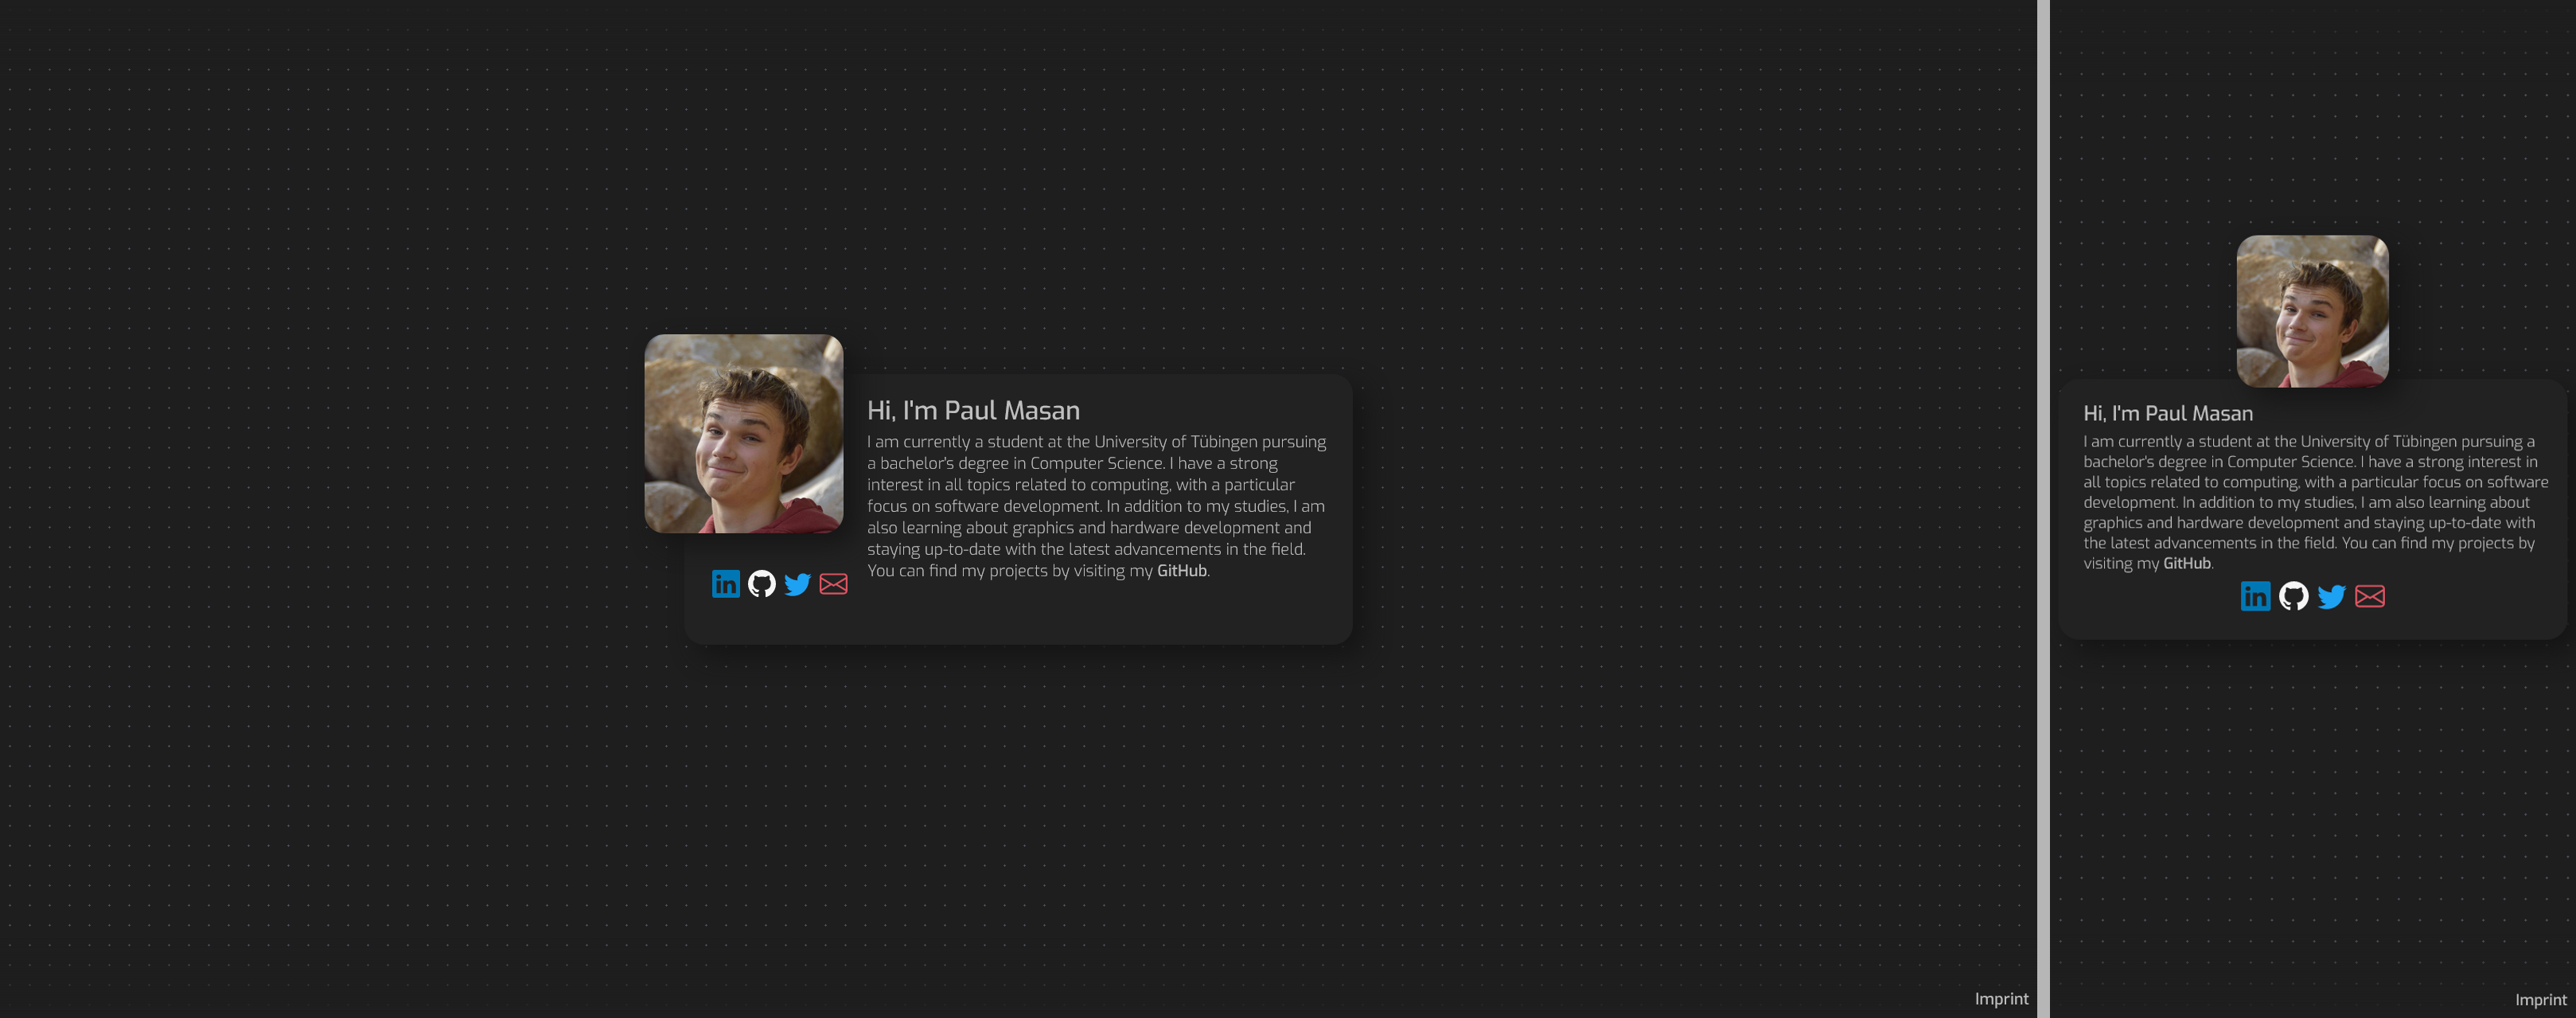 Hi, I'm Paul Masan
I am currently a student at the University of Tübingen pursuing
a bachelor's degree in Computer Science. I have a strong
interest in all topics related to computing, with a particular
focus on software development. In addition to my studies, I am
also learning about graphics and hardware development and
staying up-to-date with the latest advancements in the field.
You can find my projects by visiting my GitHub.
in
Imprint
Hi, I'm Paul Masan
I am currently a student at the University of Tübingen pursuing a
bachelor's degree in Computer Science. I have a strong interest in
all topics related to computing, with a particular focus on software
development. In addition to my studies, I am also learning about
graphics and hardware development and staying up-to-date with
the latest advancements in the field. You can find my projects by
visiting my GitHub.
in
Imprint